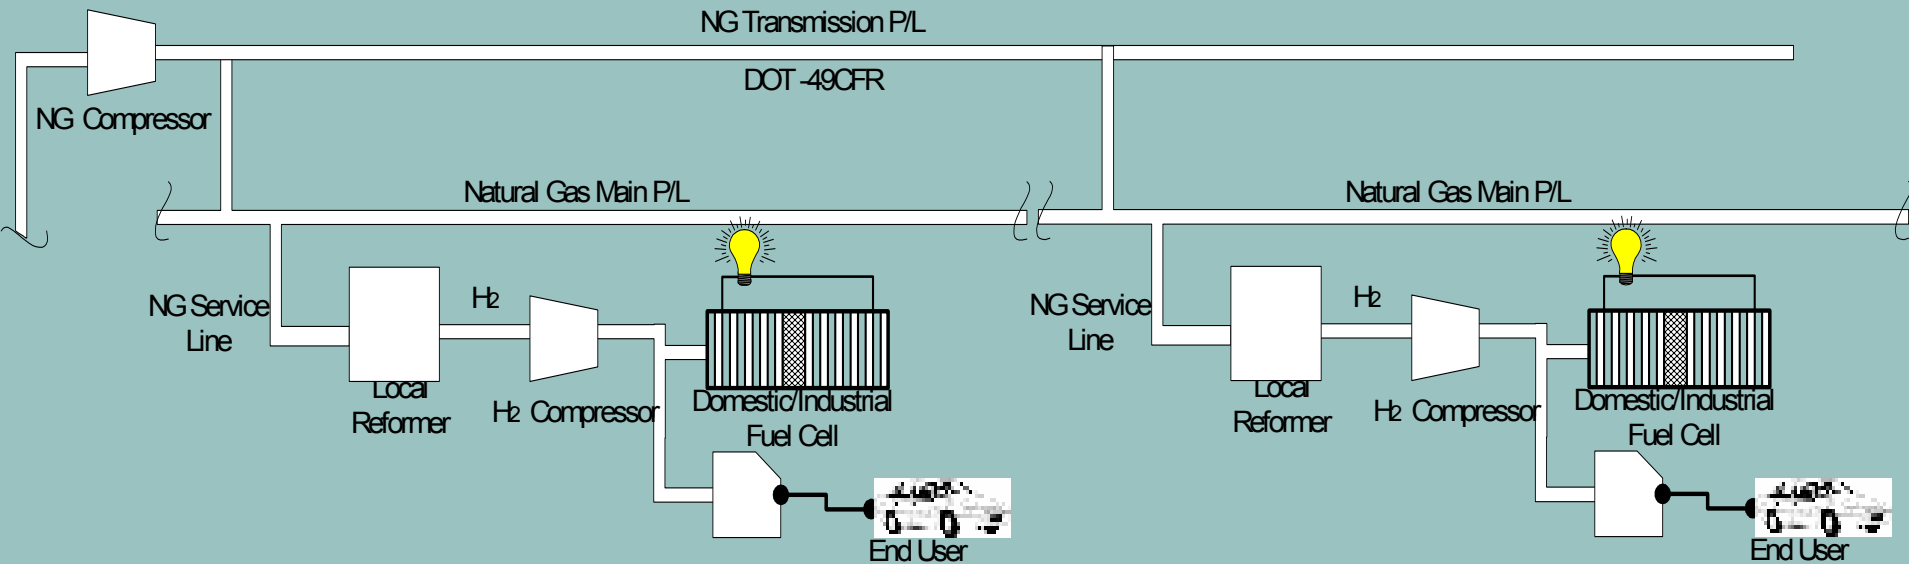 NG Transmission P/L
DOT -49CFR
NG Compressor
Natural Gas Main P/L
Natural Gas Main P/L
NG Service
Line
H2
NG Service
Line
H2
Local
Reformer
H2 Compressor
Domestic/Industrial
Fuel Cell
Local
Reformer
H2 Compressor
Domestic/Industrial
Fuel Cell
End User
End User